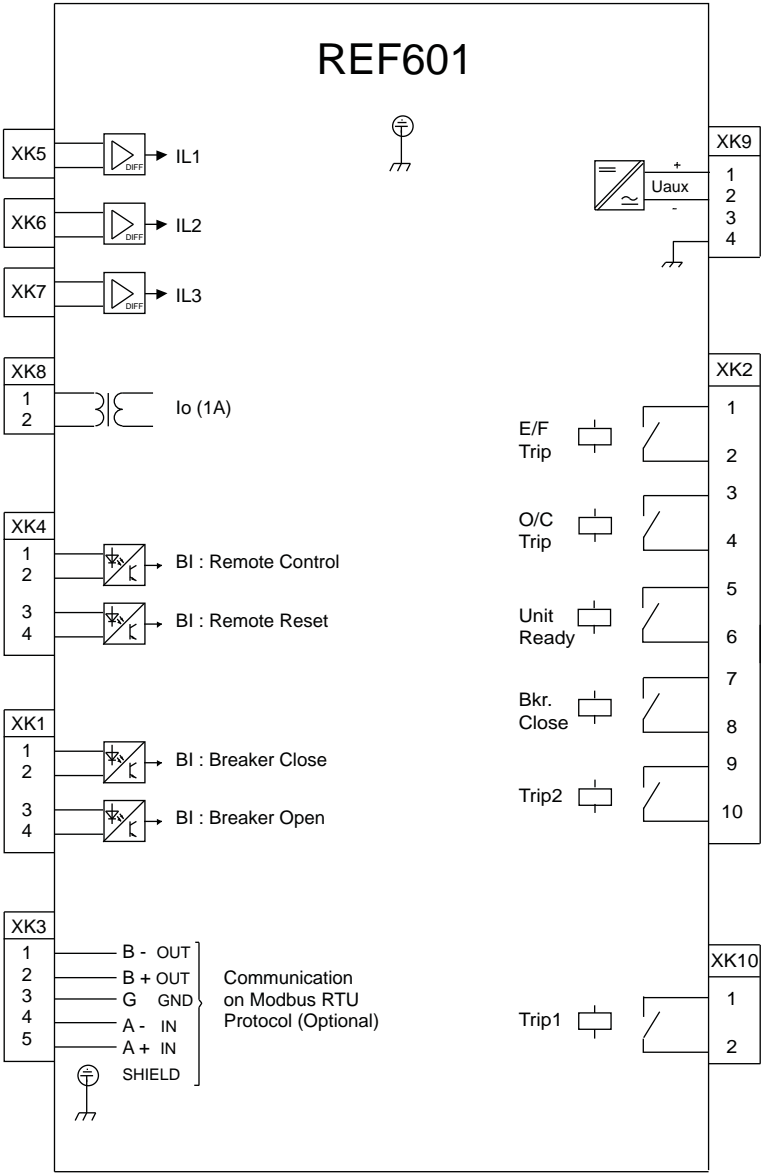 REF601
XK5
DIFF
IL1
XK6
DIFF
IL2
XK7
DIFF
IL3
XK8
1
2
Io (1A)
XK4
1
2
BI : Remote Control
3
4
BI : Remote Reset
XK1
1
2
BI : Breaker Close
3
4
BI : Breaker Open
XK3
1
2
3
4
5
B - OUT
B + OUT
G GND
A - IN
A + IN
SHIELD
Communication
on Modbus RTU
Protocol (Optional)
XK9
+
Uaux
-
1
2
3
4
XK2
E/F
Trip
1
2
O/C
Trip
3
4
Unit
Ready
5
6
Bkr.
Close
7
8
Trip2
9
10
XK10
Trip1
1
2